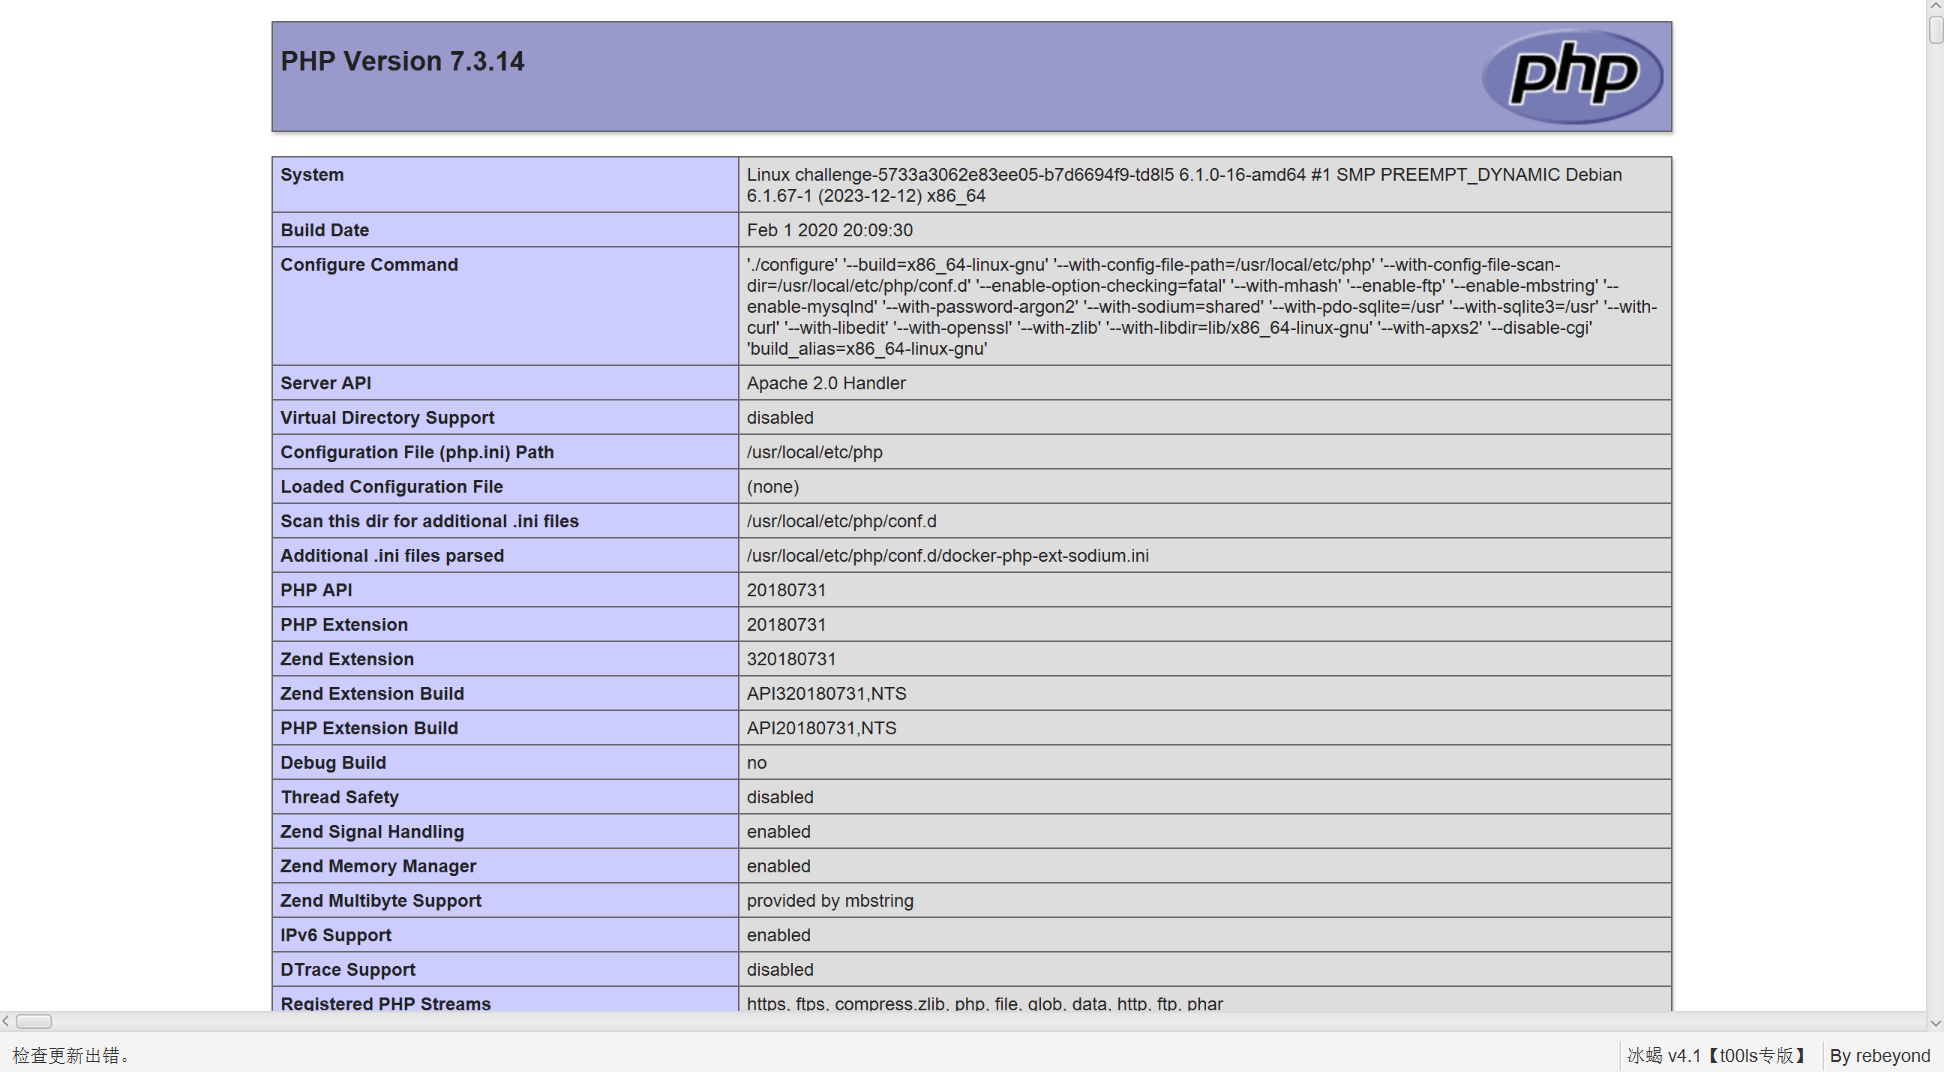 PHP Version 7.3.14
php
System
Linux challenge-5733a3062e83ee05-b7d6694f9-td8l5 6.1.0-16-amd64 #1 SMP PREEMPT_DYNAMIC Debian
6.1.67-1 (2023-12-12) x86_64
Build Date
Feb 1 2020 20:09:30
Configure Command
'./configure' '--build=x86_64-linux-gnu' '--with-config-file-path=/usr/local/etc/php' '--with-config-file-scan-
dir=/usr/local/etc/php/conf.d' '--enable-option-checking=fatal' '--with-mhash' '--enable-ftp' '--enable-mbstring' '--
enable-mysqlnd' '--with-password-argon2' '--with-sodium=shared' '--with-pdo-sqlite=/usr' '--with-sqlite3=/usr' '--with-
curl' '--with-libedit' '--with-openssl' '--with-zlib' '--with-libdir=lib/x86_64-linux-gnu' '--with-apxs2' '--disable-cgi'
'build_alias=x86_64-linux-gnu'
Server API
Apache 2.0 Handler
Virtual Directory Support
disabled
Configuration File (php.ini) Path
/usr/local/etc/php
Loaded Configuration File
(none)
Scan this dir for additional .ini files
/usr/local/etc/php/conf.d
Additional .ini files parsed
/usr/local/etc/php/conf.d/docker-php-ext-sodium.ini
PHP API
20180731
PHP Extension
20180731
Zend Extension
320180731
Zend Extension Build
API320180731,NTS
PHP Extension Build
API20180731,NTS
Debug Build
no
Thread Safety
disabled
Zend Signal Handling
enabled
Zend Memory Manager
enabled
Zend Multibyte Support
provided by mbstring
IPv6 Support
enabled
DTrace Support
disabled
Registered PHP Streams
https, ftps, compress.zlib, php, file, glob, data, http, ftp, phar
检查更新出错。
冰蝎 v4.1【t00ls专版】
By rebeyond